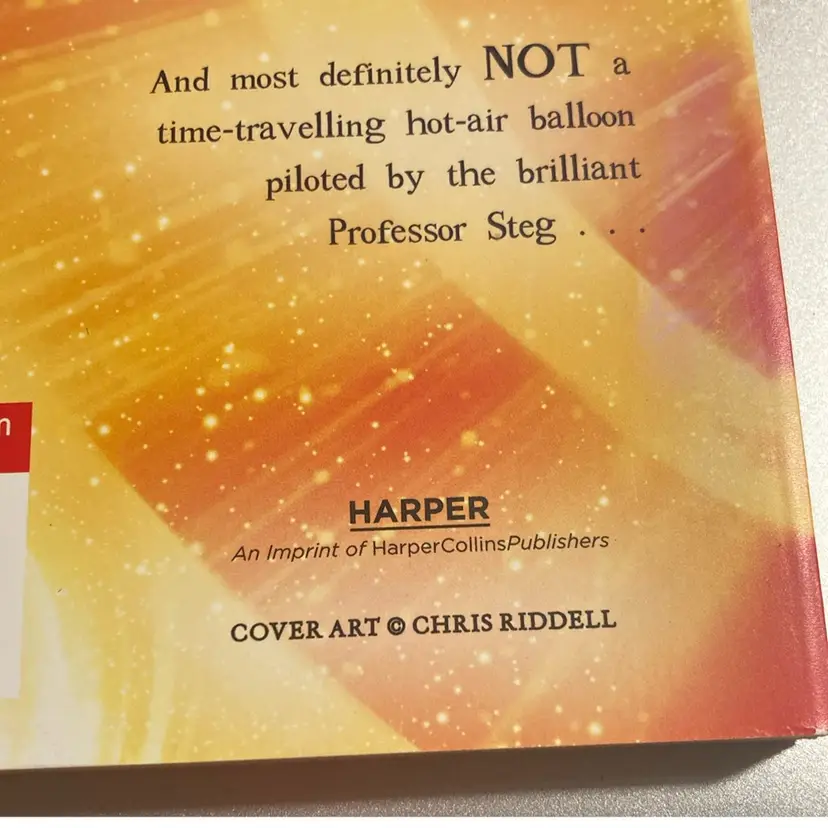 And most definitely NOT a
time-travelling hot-air balloon
piloted by the brilliant
Professor Steg . . .
HARPER
An Imprint of HarperCollinsPublishers
COVER ART © CHRIS RIDDELL